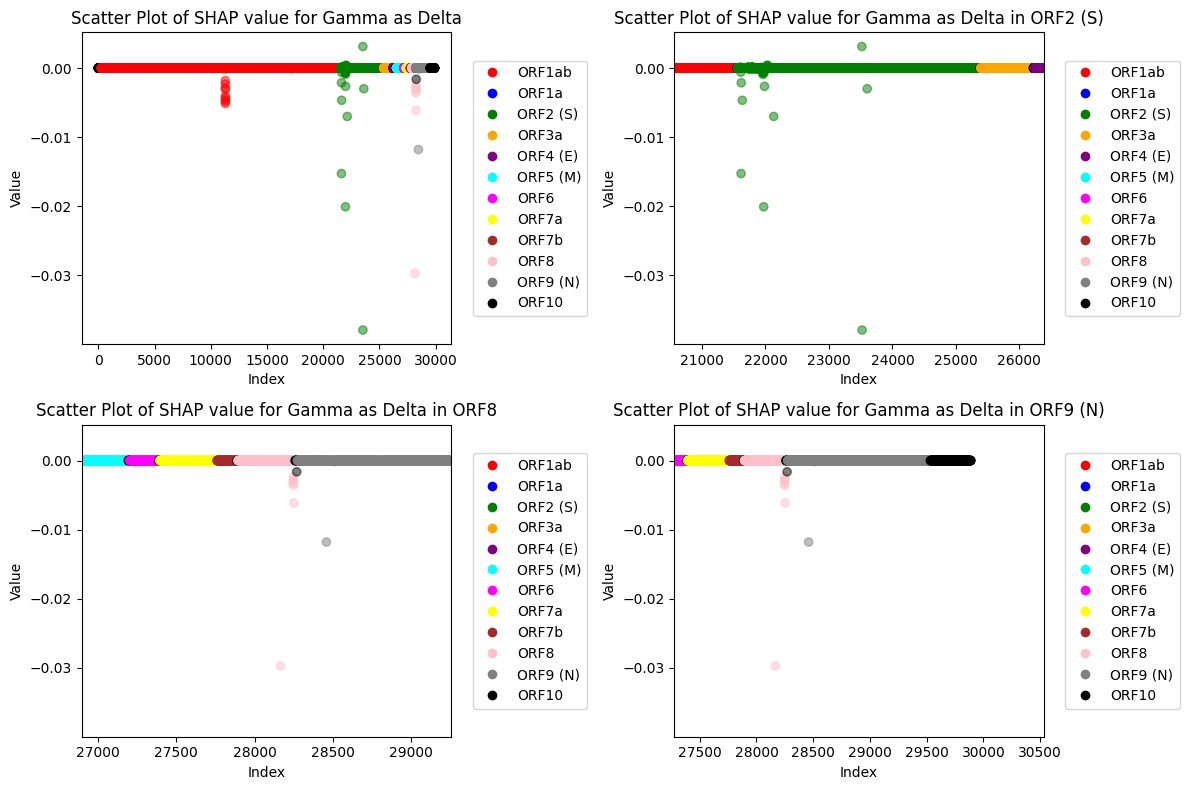 Scatter Plot of SHAP value for Gamma as Delta
0.00
−0.01
−0.02
−0.03
Value
0
5000
10000
15000
20000
25000
30000
Index
ORF1ab
ORF1a
ORF2 (S)
ORF3a
ORF4 (E)
ORF5 (M)
ORF6
ORF7a
ORF7b
ORF8
ORF9 (N)
ORF10
Scatter Plot of SHAP value for Gamma as Delta in ORF2 (S)
0.00
−0.01
−0.02
−0.03
Value
21000
22000
23000
24000
25000
26000
Index
ORF1ab
ORF1a
ORF2 (S)
ORF3a
ORF4 (E)
ORF5 (M)
ORF6
ORF7a
ORF7b
ORF8
ORF9 (N)
ORF10
Scatter Plot of SHAP value for Gamma as Delta in ORF8
0.00
−0.01
−0.02
−0.03
Value
27000
27500
28000
28500
29000
Index
ORF1ab
ORF1a
ORF2 (S)
ORF3a
ORF4 (E)
ORF5 (M)
ORF6
ORF7a
ORF7b
ORF8
ORF9 (N)
ORF10
Scatter Plot of SHAP value for Gamma as Delta in ORF9 (N)
0.00
−0.01
−0.02
−0.03
Value
27500
28000
28500
29000
29500
30000
30500
Index
ORF1ab
ORF1a
ORF2 (S)
ORF3a
ORF4 (E)
ORF5 (M)
ORF6
ORF7a
ORF7b
ORF8
ORF9 (N)
ORF10